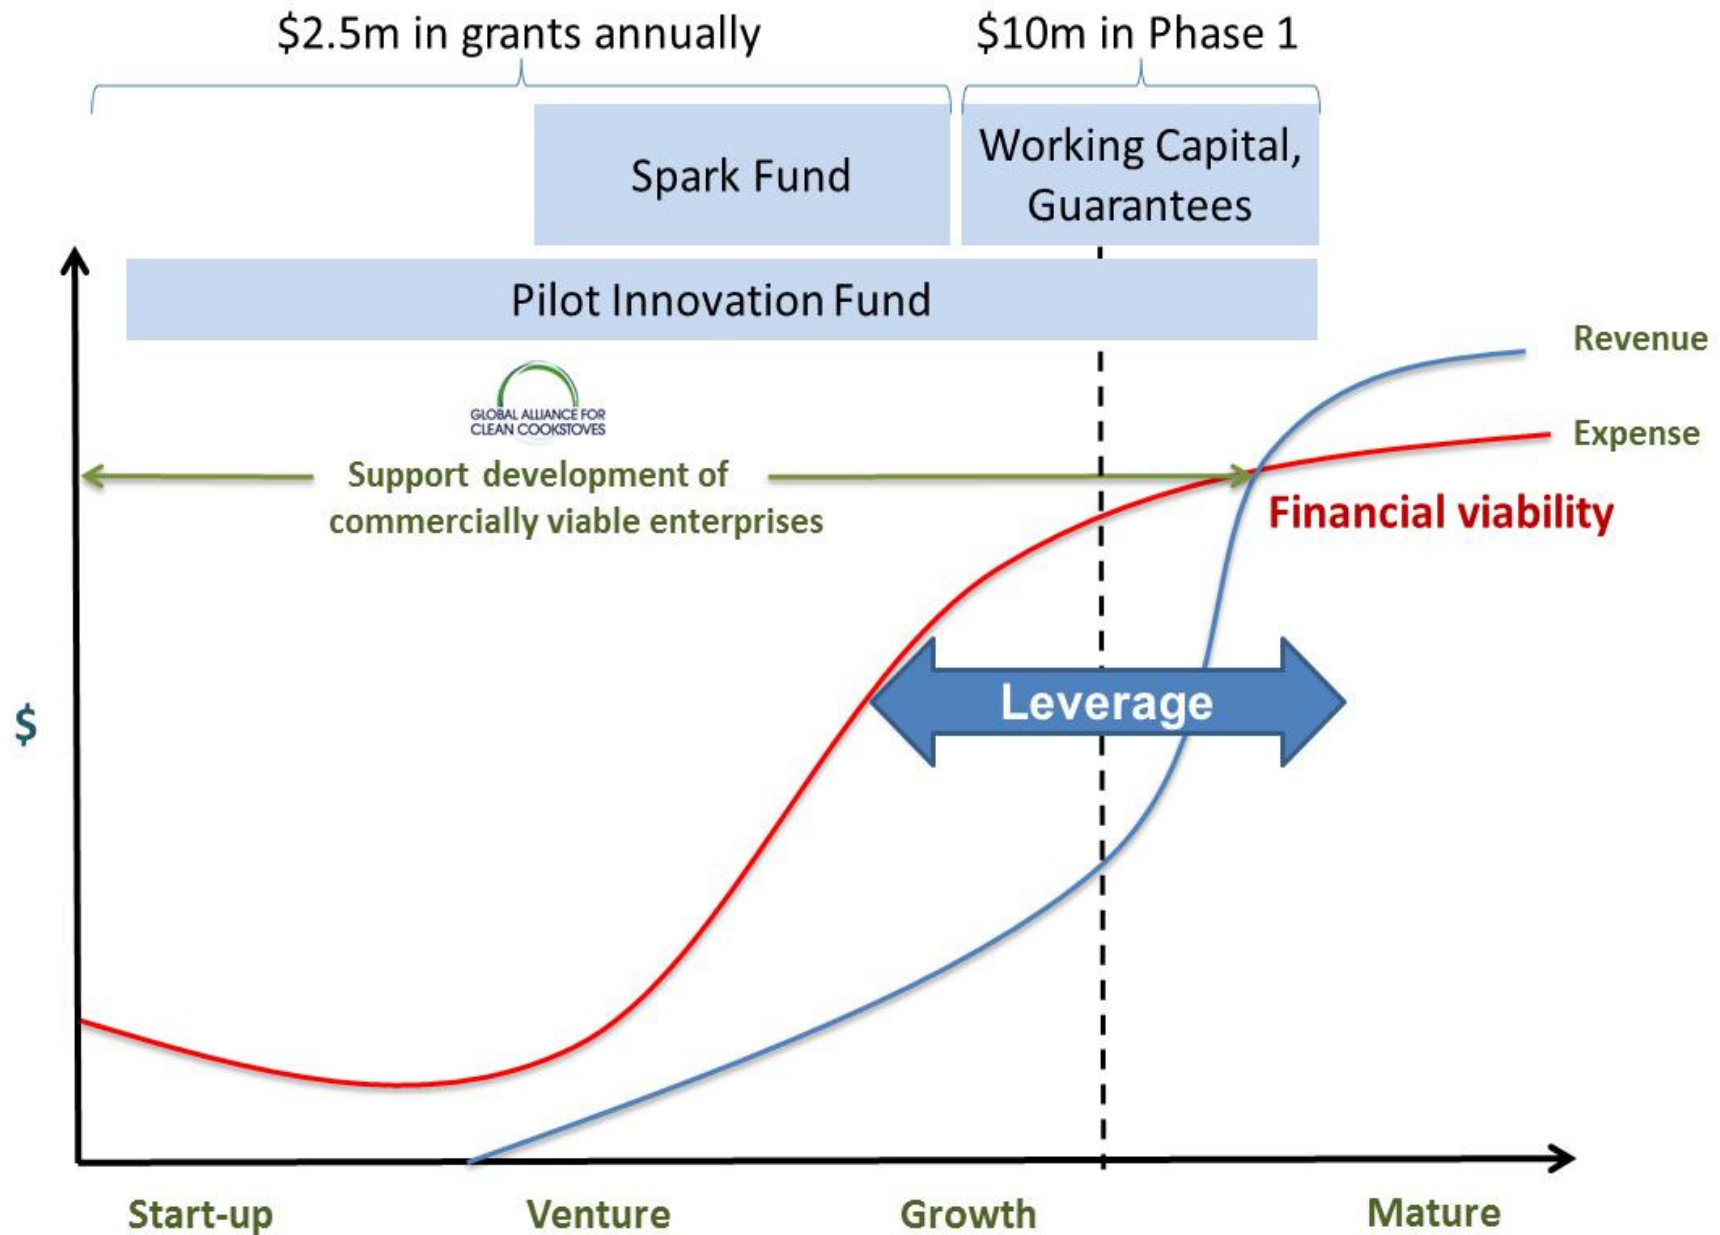 $2.5m in grants annually
$10m in Phase 1
Spark Fund
Working Capital,
Guarantees
Pilot Innovation Fund
Revenue
GLOBAL ALLIANCE FOR
CLEAN COOKSTOVES
Expense
Support development of
commercially viable enterprises
Financial viability
Leverage
$
Start-up
Venture
Growth
Mature